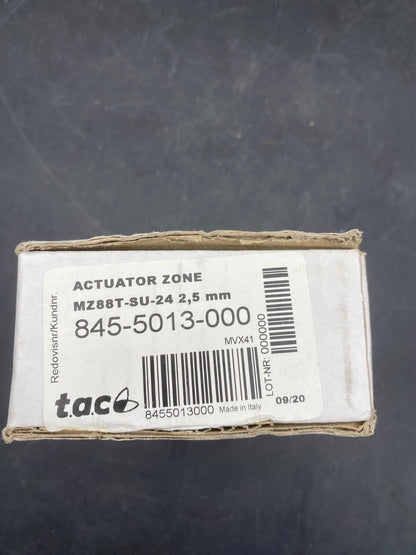 Redovisnr/Kundnr.
ACTUATOR ZONE
MZ88T-SU-24 2,5 mm
845-5013-000
MVX41
t.a.c
8455013000 Made in Italy
LOT-NR: 000000
09/20